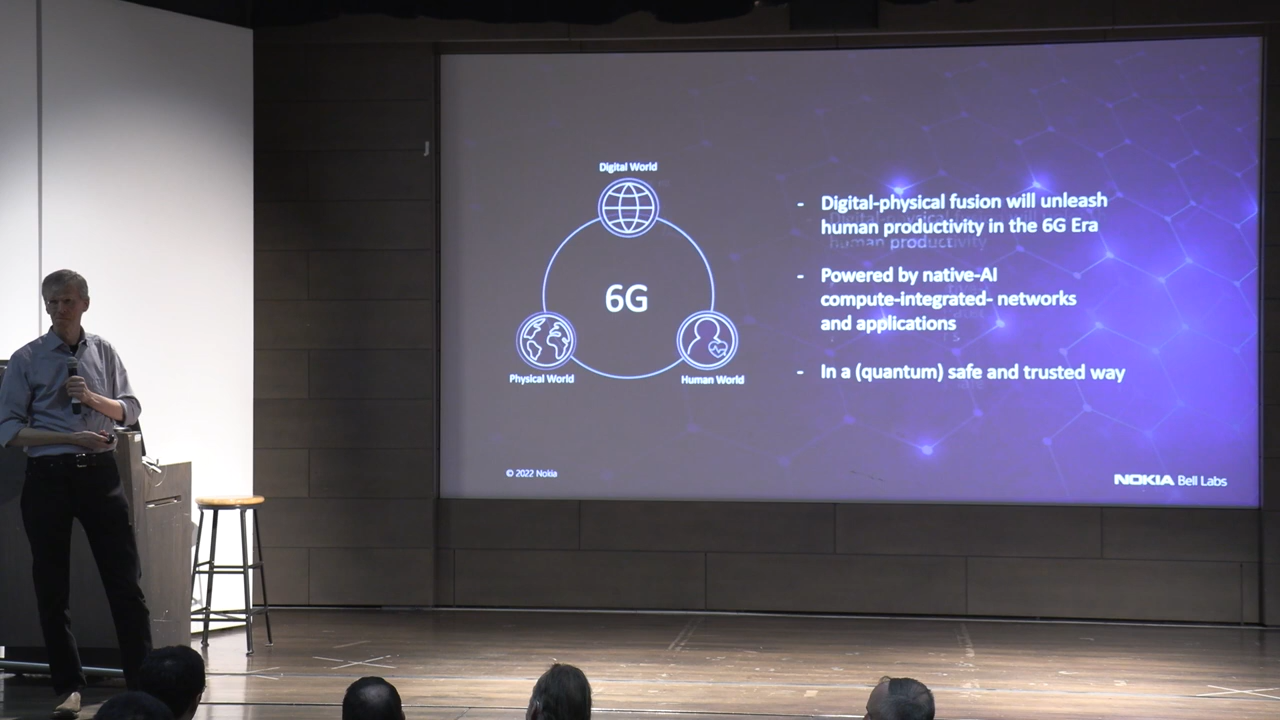 Digital World
6G
Physical World
Human World
- Digital-physical fusion will unleash
human productivity in the 6G Era
- Powered by native-AI
compute-integrated- networks
and applications
- In a (quantum) safe and trusted way
© 2022 Nokia
NOKIA Bell Labs